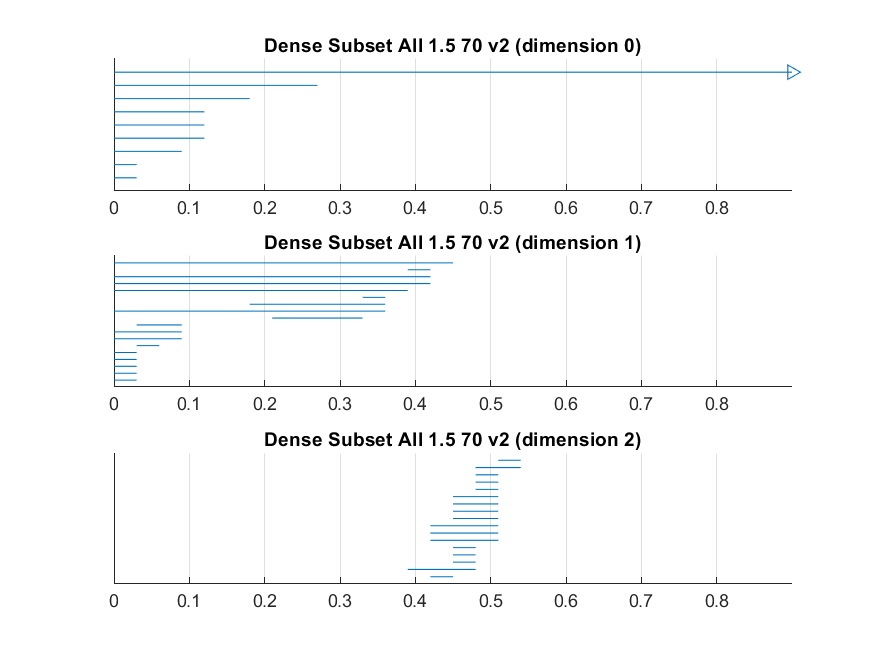 Dense Subset All 1.5 70 v2 (dimension 0)
0 0.1 0.2 0.3 0.4 0.5 0.6 0.7 0.8
Dense Subset All 1.5 70 v2 (dimension 1)
0 0.1 0.2 0.3 0.4 0.5 0.6 0.7 0.8
Dense Subset All 1.5 70 v2 (dimension 2)
0 0.1 0.2 0.3 0.4 0.5 0.6 0.7 0.8